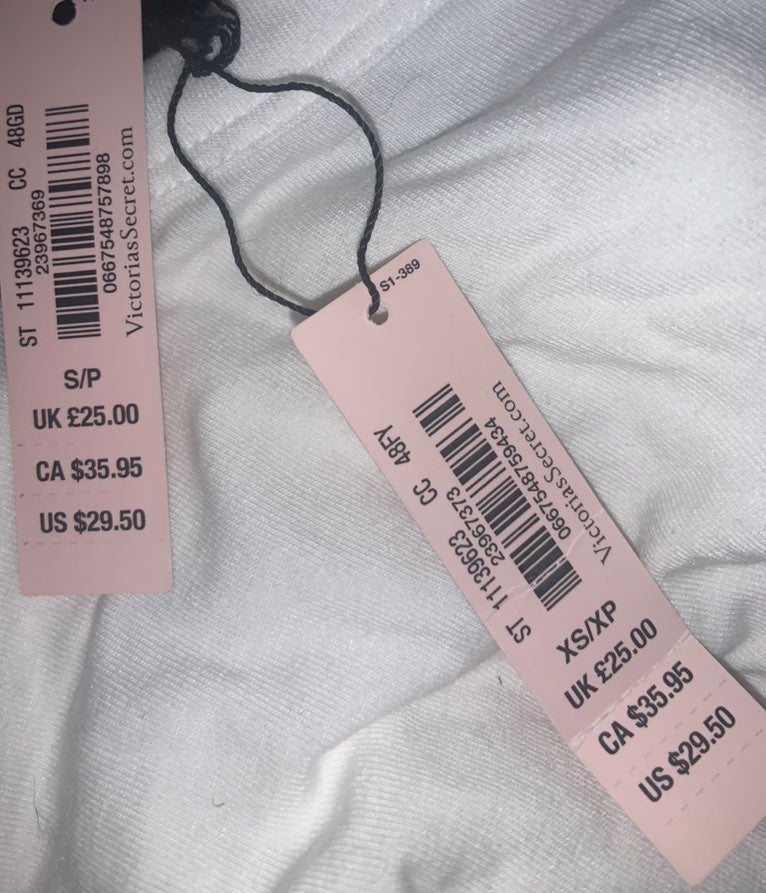 ST 11139623 CC 48GD
23967369
0667548757898
VictoriasSecret.com
S/P
UK £25.00
CA $35.95
US $29.50
S1-389
ST 11139623 CC 48FY
23967373
0667548759434
VictoriasSecret.com
XS/XP
UK £25.00
CA $35.95
US $29.50